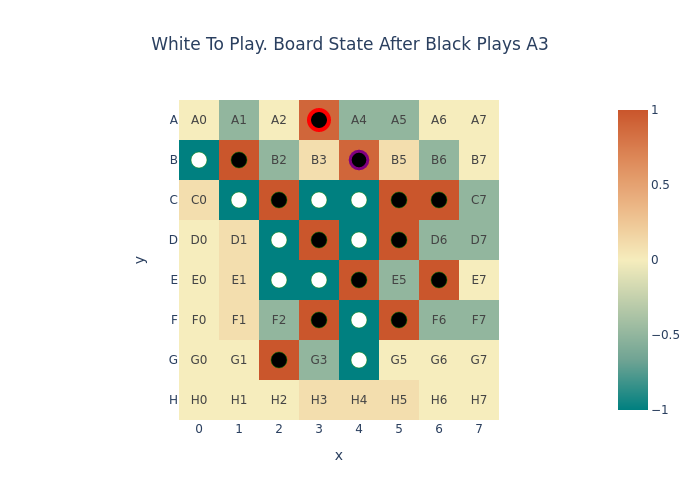 White To Play. Board State After Black Plays A3
A A0 A1 A2 A4 A5 A6 A7
B B2 B3 B5 B6 B7
C C0 C7
D D0 D1 D6 D7
E E0 E1 E5 E7
F F0 F1 F2 F6 F7
G G0 G1 G3 G5 G6 G7
H H0 H1 H2 H3 H4 H5 H6 H7
0 1 2 3 4 5 6 7
x
y
1
0.5
0
−0.5
−1